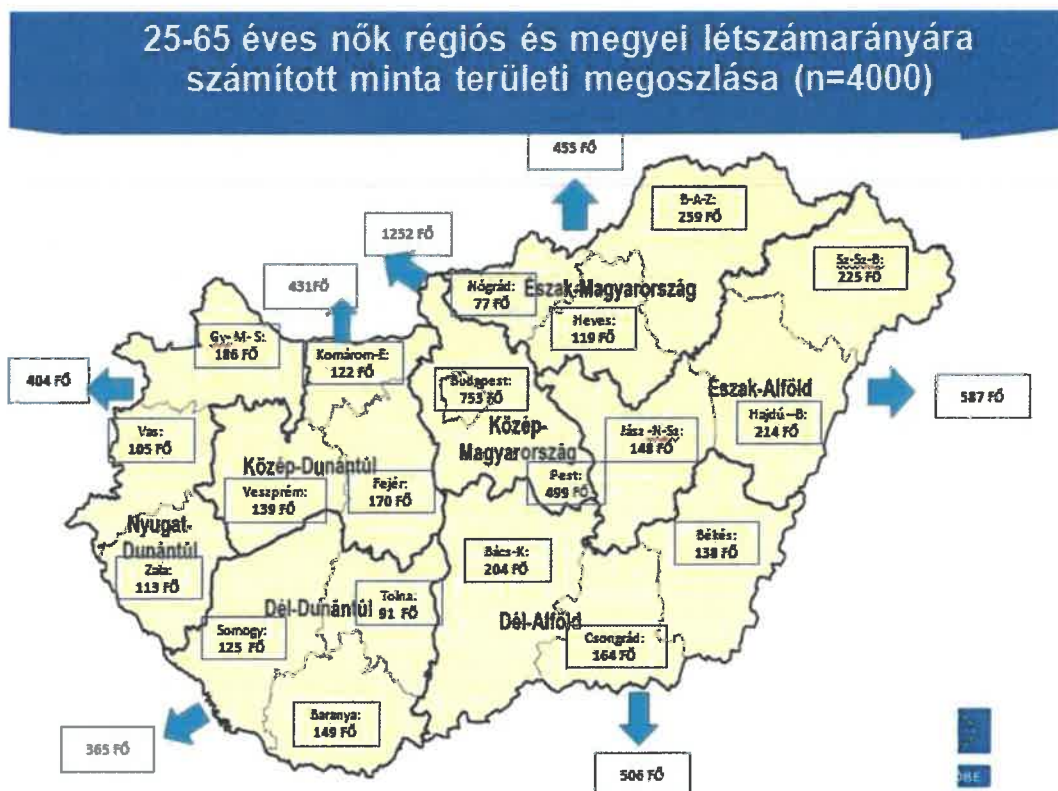 25-65 éves nők régiós és megyei létszámarányára
számított minta területi megoszlása (n=4000)
455 FŐ
B-A-Z:
259 FŐ
1252 FŐ
Sz-Sz-B:
225 FŐ
431FŐ
Nógrád:
77 FŐ
Észak-Magyarország
Heves:
119 FŐ
Gy- M- S:
186 FŐ
Komárom-E:
122 FŐ
404 FŐ
Budapest:
753 FŐ
Észak-Alföld
587 FŐ
Hajdú–B:
214 FŐ
Vas:
105 FŐ
Közép-
Magyarország
Jász -N-Sz:
148 FŐ
Közép-Dunántúl
Pest:
499 FŐ
Veszprém:
139 FŐ
Fejér:
170 FŐ
Nyugat-
Dunántúl
Békés:
138 FŐ
Bács-K:
204 FŐ
Zala:
113 FŐ
Dél-Dunántúl
Tolna:
91 FŐ
Dél-Alföld
Somogy:
125 FŐ
Csongrád:
164 FŐ
Baranya:
149 FŐ
365 FŐ
506 FŐ